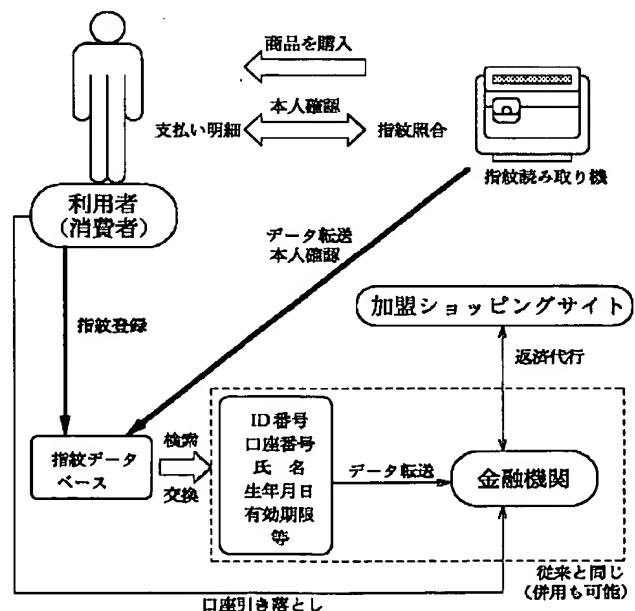 商品を購入
本人確認
支払い明細
指紋照合
指紋読み取り機
利用者
(消費者)
データ転送
本人確認
指紋登録
加盟ショッピングサイト
返済代行
指紋データ
ベース
検索
交換
ID番号
口座番号
氏 名
生年月日
有効期限
等
データ転送
金融機関
従来と同じ
(併用も可能)
口座引き落とし